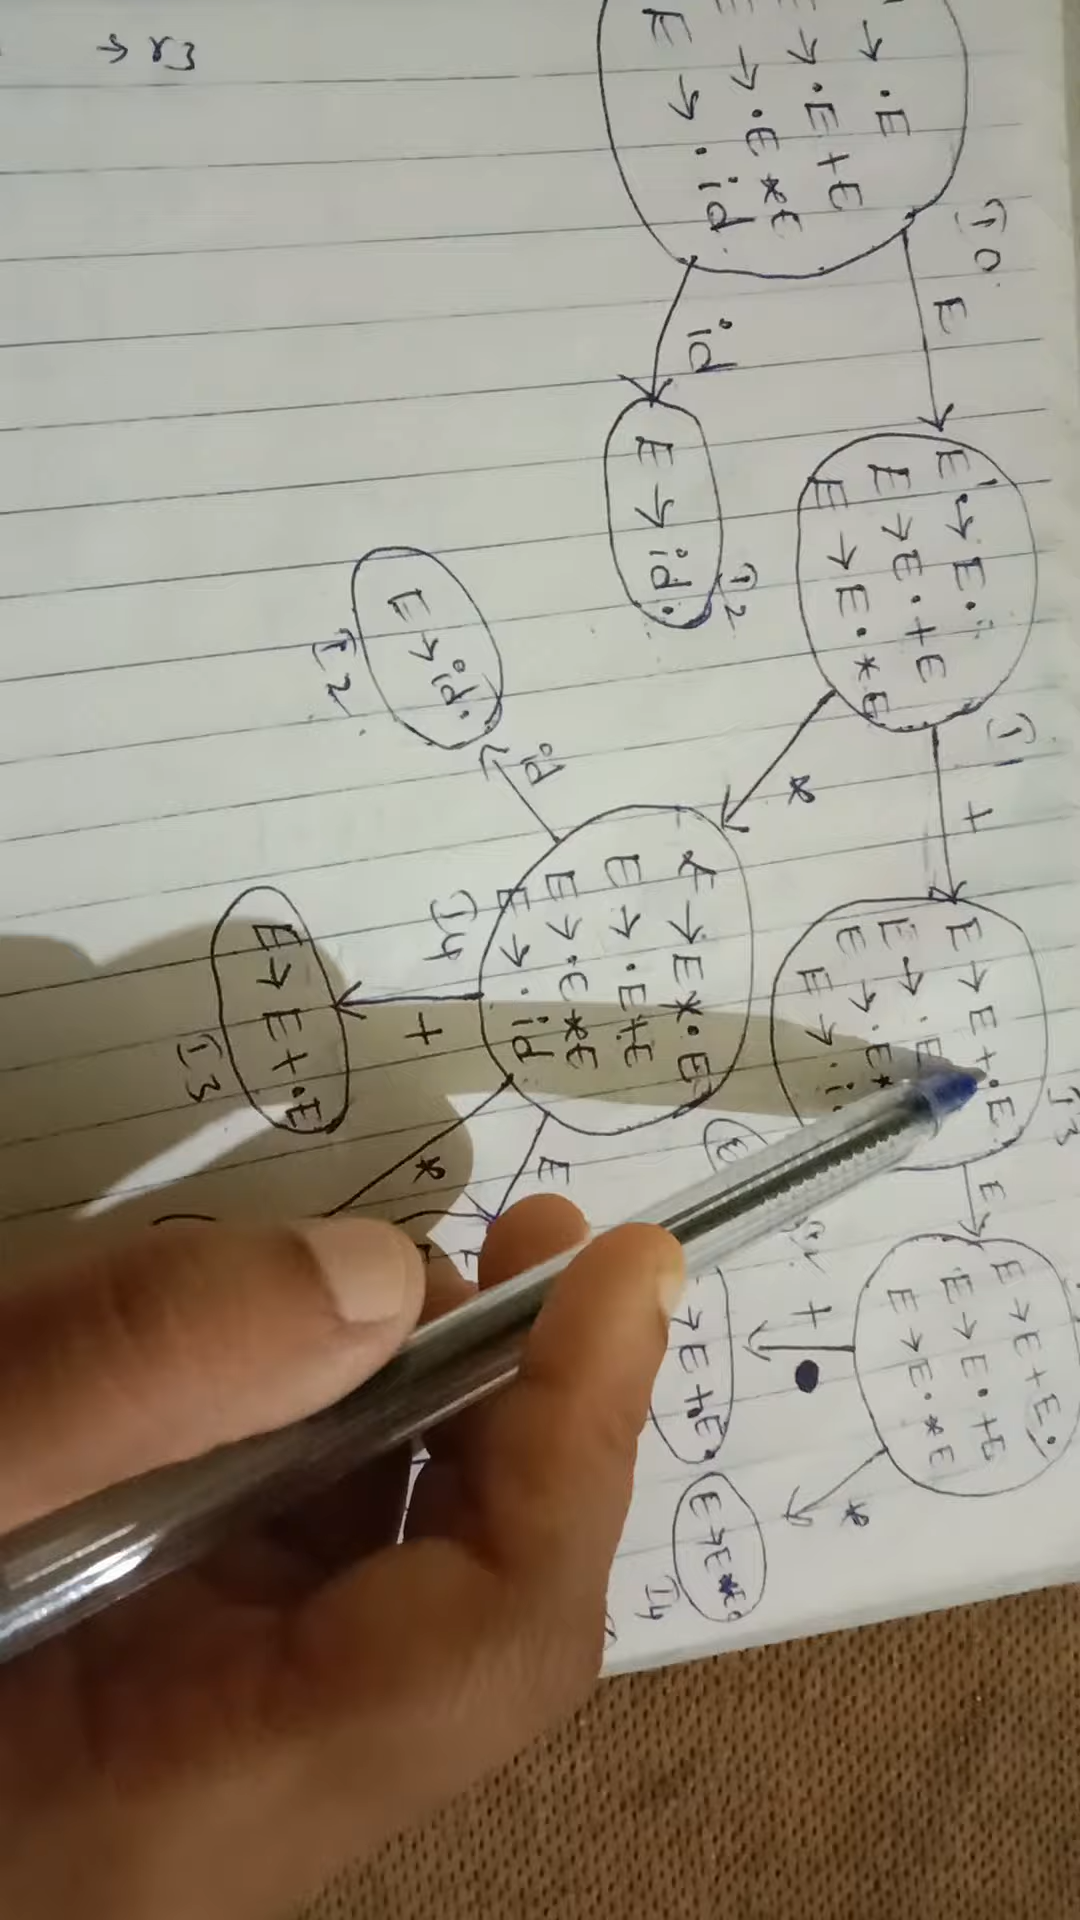 → r3
→ .E
→ .E+E
→ .E*E
E → .id
I0
E
id
E' → E.
E → E.+E
E → E.*E
I1
E → id.
I2
+
*
E → E+.E
E → .E
E → .E*
E → .i
I3
E
E → E+E.
E → E.+E
E → E.*E
+
*
→ E+.E
E → E*E
I4
E → E*.E
E → .E+E
E → .E*E
E → .id
I4
id
E → id.
I2
+
E → E+.E
I3
*
E